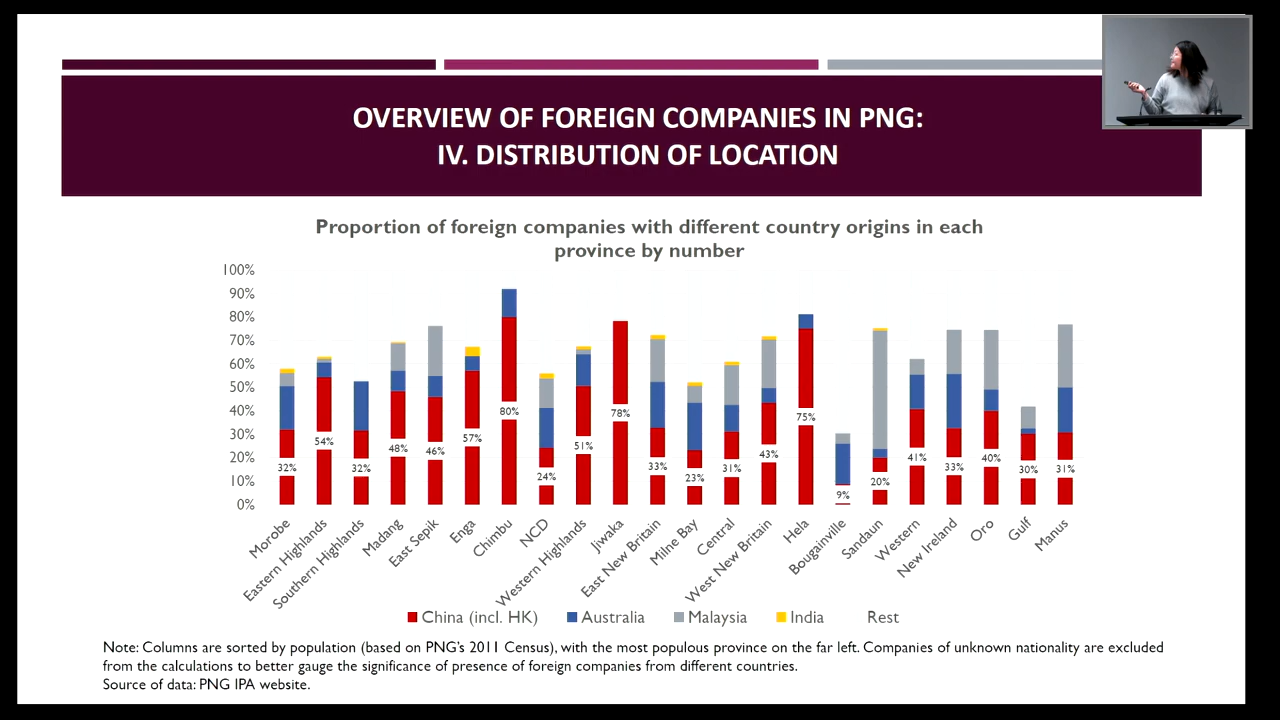 OVERVIEW OF FOREIGN COMPANIES IN PNG:
IV. DISTRIBUTION OF LOCATION
Proportion of foreign companies with different country origins in each
province by number
100%
90%
80%
70%
60%
50%
40%
30%
20%
10%
0%
32%
54%
32%
48%
46%
57%
80%
24%
51%
78%
33%
23%
31%
43%
75%
9%
20%
41%
33%
40%
30%
31%
Morobe
Eastern Highlands
Southern Highlands
Madang
East Sepik
Enga
Chimbu
NCD
Western Highlands
Jiwaka
East New Britain
Milne Bay
Central
West New Britain
Hela
Bougainville
Sandaun
Western
New Ireland
Oro
Gulf
Manus
China (incl. HK) Australia Malaysia India Rest
Note: Columns are sorted by population (based on PNG's 2011 Census), with the most populous province on the far left. Companies of unknown nationality are excluded
from the calculations to better gauge the significance of presence of foreign companies from different countries.
Source of data: PNG IPA website.